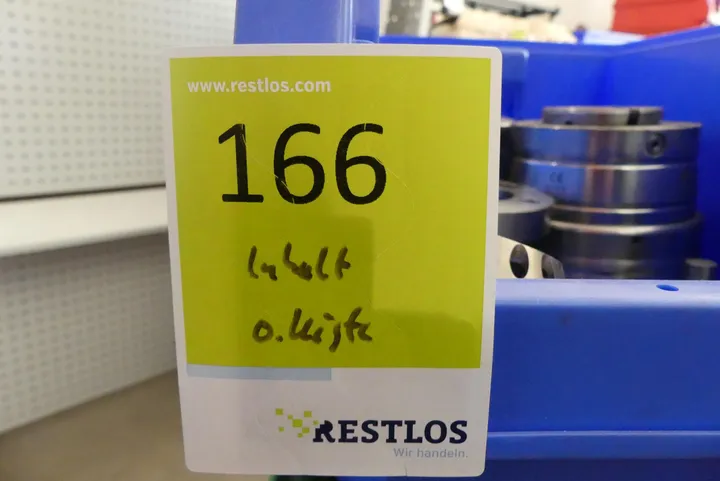 www.restlos.com
166
Inhalt
o. Kiste
RESTLOS
Wir handeln.